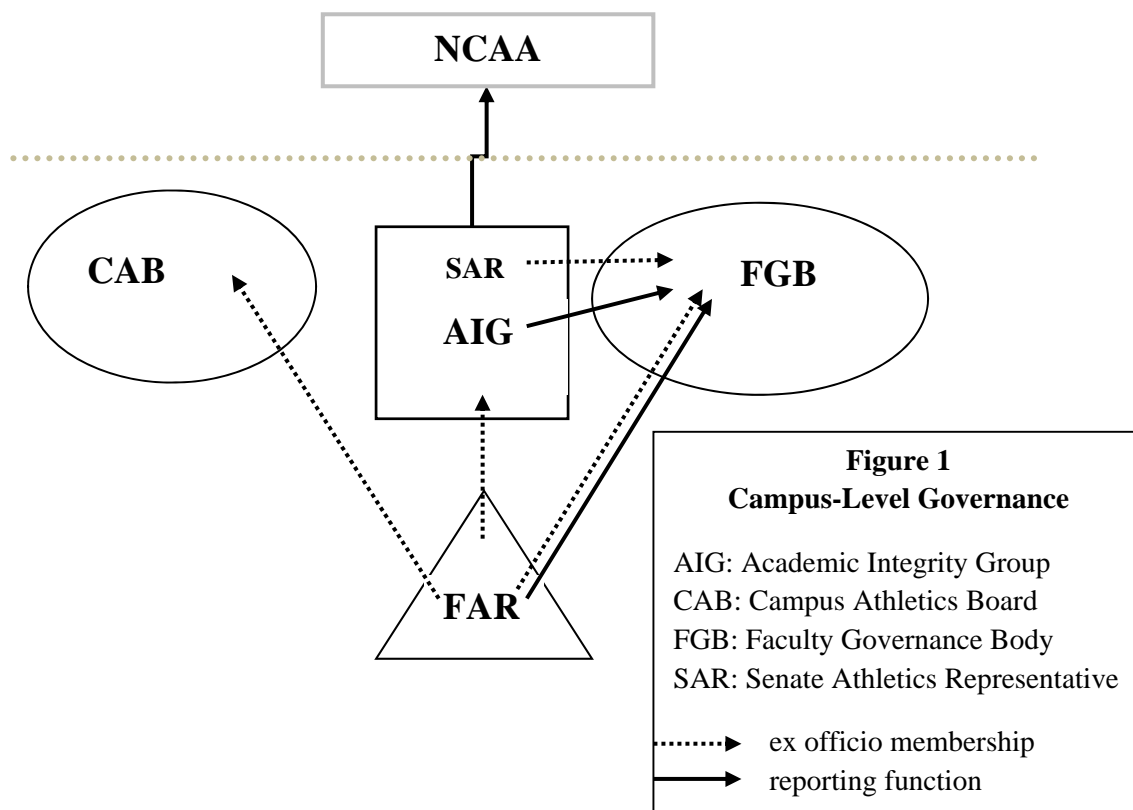 NCAA
CAB
SAR
FGB
AIG
FAR
Figure 1
Campus-Level Governance
AIG: Academic Integrity Group
CAB: Campus Athletics Board
FGB: Faculty Governance Body
SAR: Senate Athletics Representative
ex officio membership
reporting function